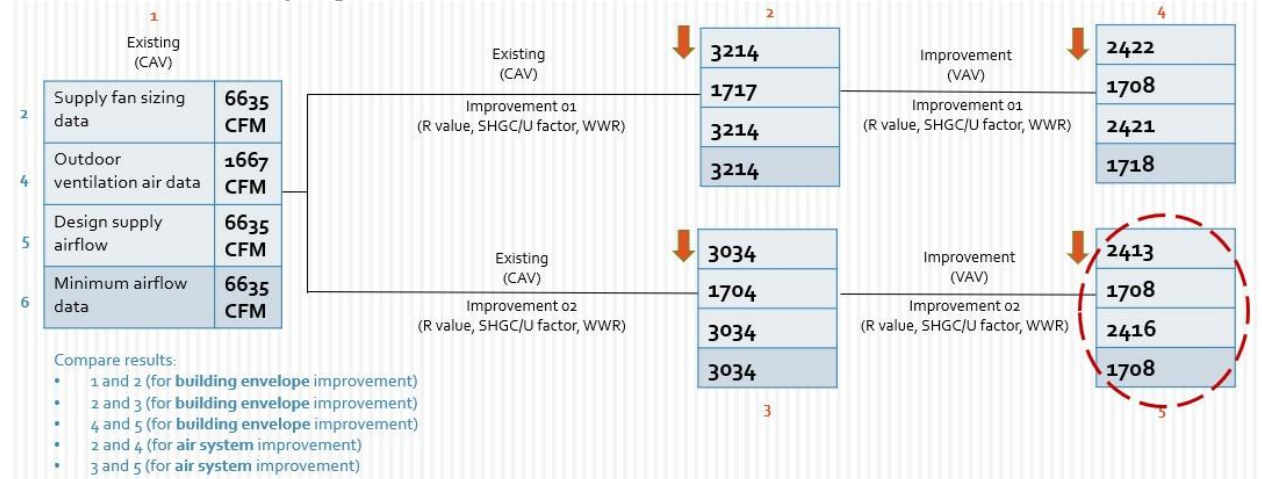 1
Existing
(CAV)
2 Supply fan sizing data 6635 CFM
4 Outdoor ventilation air data 1667 CFM
5 Design supply airflow 6635 CFM
6 Minimum airflow data 6635 CFM
Existing
(CAV)
Improvement 01
(R value, SHGC/U factor, WWR)
2
3214
1717
3214
3214
Improvement
(VAV)
Improvement 01
(R value, SHGC/U factor, WWR)
4
2422
1708
2421
1718
Existing
(CAV)
Improvement 02
(R value, SHGC/U factor, WWR)
3034
1704
3034
3034
3
Improvement
(VAV)
Improvement 02
(R value, SHGC/U factor, WWR)
2413
1708
2416
1708
5
Compare results:
• 1 and 2 (for building envelope improvement)
• 2 and 3 (for building envelope improvement)
• 4 and 5 (for building envelope improvement)
• 2 and 4 (for air system improvement)
• 3 and 5 (for air system improvement)